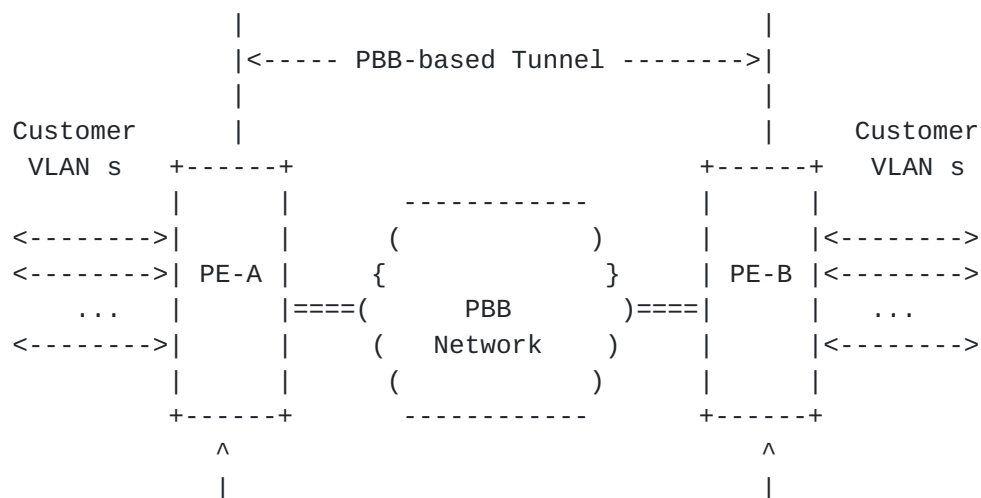 |<----- PBB-based Tunnel -------->|
Customer Customer
VLAN s VLAN s
<-------->| | ( ) | |<-------->
<-------->| PE-A | { } | PE-B |<-------->
... | |====( PBB )====| | ...
<-------->| | ( Network ) | |<-------->